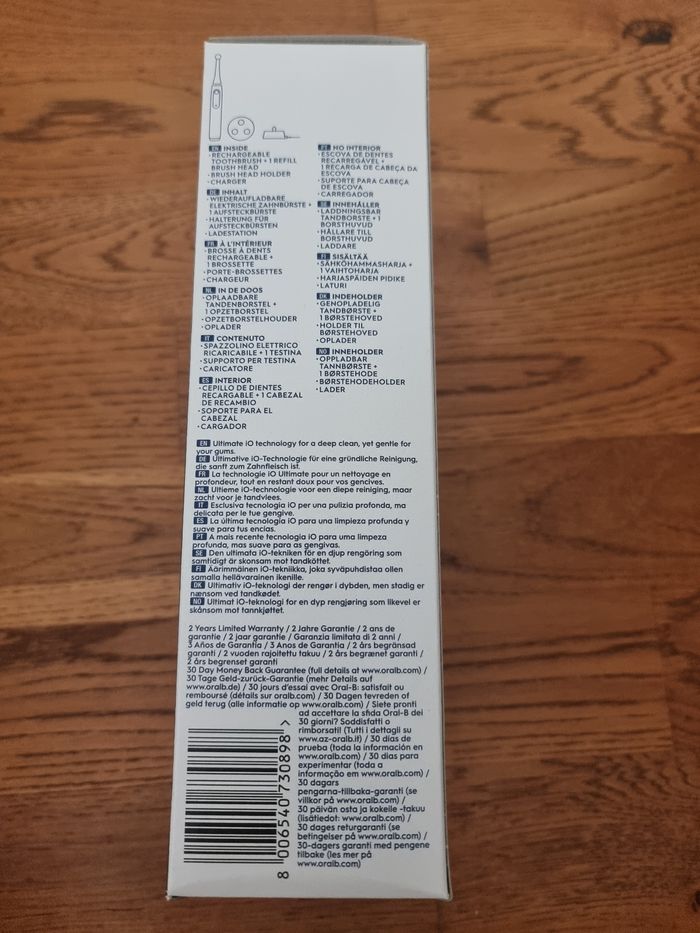 EN INSIDE
·RECHARGEABLE
TOOTHBRUSH + 1 REFILL
BRUSH HEAD
·BRUSH HEAD HOLDER
·CHARGER
DE INHALT
·WIEDERAUFLADBARE
ELEKTRISCHE ZAHNBÜRSTE +
1 AUFSTECKBÜRSTE
·HALTERUNG FÜR
AUFSTECKBÜRSTEN
·LADESTATION
FR À L'INTÉRIEUR
·BROSSE À DENTS
RECHARGEABLE +
1 BROSSETTE
·PORTE-BROSSETTES
·CHARGEUR
NL IN DE DOOS
·OPLAADBARE
TANDENBORSTEL +
1 OPZETBORSTEL
·OPZETBORSTELHOUDER
·OPLADER
IT CONTENUTO
·SPAZZOLINO ELETTRICO
RICARICABILE + 1 TESTINA
·SUPPORTO PER TESTINA
·CARICATORE
ES INTERIOR
·CEPILLO DE DIENTES
RECARGABLE + 1 CABEZAL
DE RECAMBIO
·SOPORTE PARA EL
CABEZAL
·CARGADOR
PT NO INTERIOR
·ESCOVA DE DENTES
RECARREGÁVEL +
1 RECARGA DE CABEÇA DA
ESCOVA
·SUPORTE PARA CABEÇA
DE ESCOVA
·CARREGADOR
SE INNEHÅLLER
·LADDNINGSBAR
TANDBORSTE + 1
BORSTHUVUD
·HÅLLARE TILL
BORSTHUVUD
·LADDARE
FI SISÄLTÄÄ
·SÄHKÖHAMMASHARJA +
1 VAIHTOHARJA
·HARJASPÄIDEN PIDIKE
·LATURI
DK INDEHOLDER
·GENOPLADELIG
TANDBØRSTE +
1 BØRSTEHOVED
·HOLDER TIL
BØRSTEHOVED
·OPLADER
NO INNEHOLDER
·OPPLADBAR
TANNBØRSTE +
1 BØRSTEHODE
·BØRSTEHODEHOLDER
·LADER
EN Ultimate iO technology for a deep clean, yet gentle for
your gums.
DE Ultimative iO-Technologie für eine gründliche Reinigung,
die sanft zum Zahnfleisch ist.
FR La technologie iO Ultimate pour un nettoyage en
profondeur, tout en restant doux pour vos gencives.
NL Ultieme iO-technologie voor een diepe reiniging, maar
zacht voor je tandvlees.
IT Esclusiva tecnologia iO per una pulizia profonda, ma
delicata per le tue gengive.
ES La última tecnología iO para una limpieza profunda y
suave para tus encías.
PT A mais recente tecnologia iO para uma limpeza
profunda, mas suave para as gengivas.
SE Den ultimata iO-tekniken för en djup rengöring som
samtidigt är skonsam mot tandköttet.
FI Äärimmäinen iO-tekniikka, joka syväpuhdistaa ollen
samalla hellävarainen ikenille.
DK Ultimativ iO-teknologi der rengør i dybden, men stadig er
nænsom ved tandkødet.
NO Ultimat iO-teknologi for en dyp rengjøring som likevel er
skånsom mot tannkjøttet.
2 Years Limited Warranty / 2 Jahre Garantie / 2 ans de
garantie / 2 jaar garantie / Garanzia limitata di 2 anni /
3 Años de Garantía / 3 Anos de Garantia / 2 års begränsad
garanti / 2 vuoden rajoitettu takuu / 2 års begrænet garanti /
2 års begrenset garanti
30 Day Money Back Guarantee (full details at www.oralb.com) /
30 Tage Geld-zurück-Garantie (mehr Details auf
www.oralb.de) / 30 jours d'essai avec Oral-B: satisfait ou
remboursé (détails sur oralb.com) / 30 Dagen tevreden of
geld terug (alle informatie op www.oralb.com) / Siete pronti
ad accettare la sfida Oral-B dei
30 giorni? Soddisfatti o
rimborsati! (Tutti i dettagli su
www.az-oralb.it) / 30 días de
prueba (toda la información en
www.oralb.com) / 30 dias para
experimentar (toda a
informação em www.oralb.com) /
30 dagars
pengarna-tillbaka-garanti (se
villkor på www.oralb.com) /
30 päivän osta ja kokeile -takuu
(lisätiedot: www.oralb.com) /
30 dages returgaranti (se
betingelser på www.oralb.com) /
30-dagers garanti med pengene
tilbake (les mer på
www.oralb.com)
8 006540 730898 >